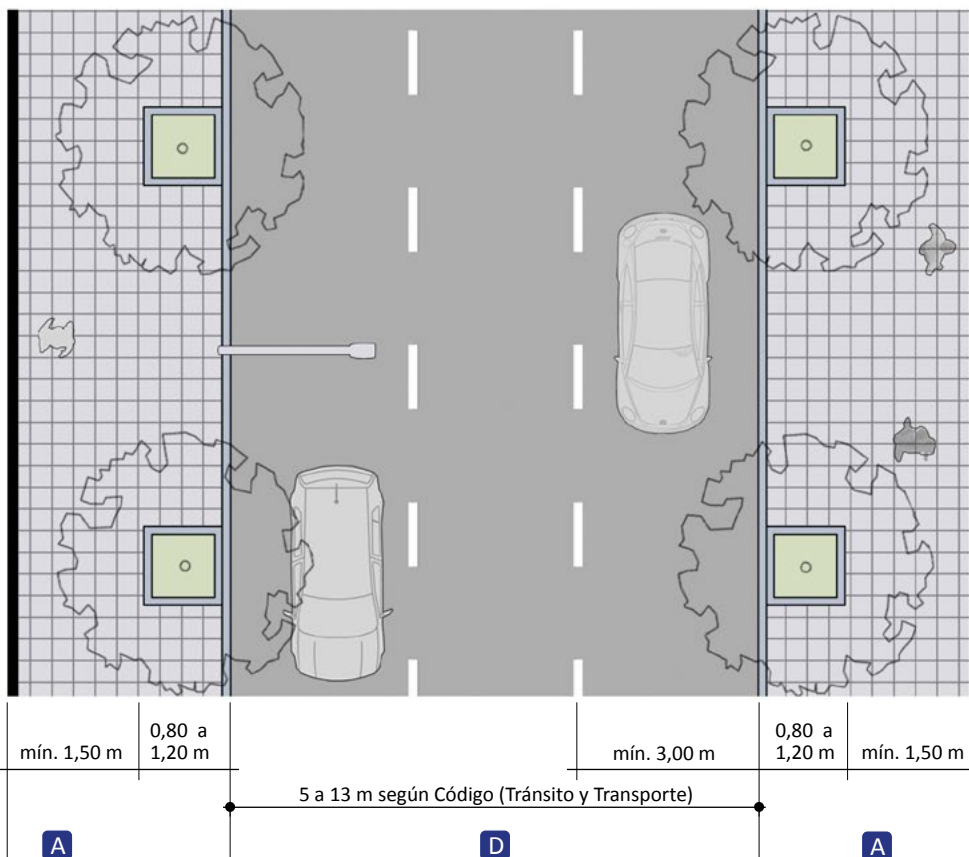 mín. 1,50 m
0,80 a
1,20 m
mín. 3,00 m
0,80 a
1,20 m
mín. 1,50 m
5 a 13 m según Código (Tránsito y Transporte)
A
D
A